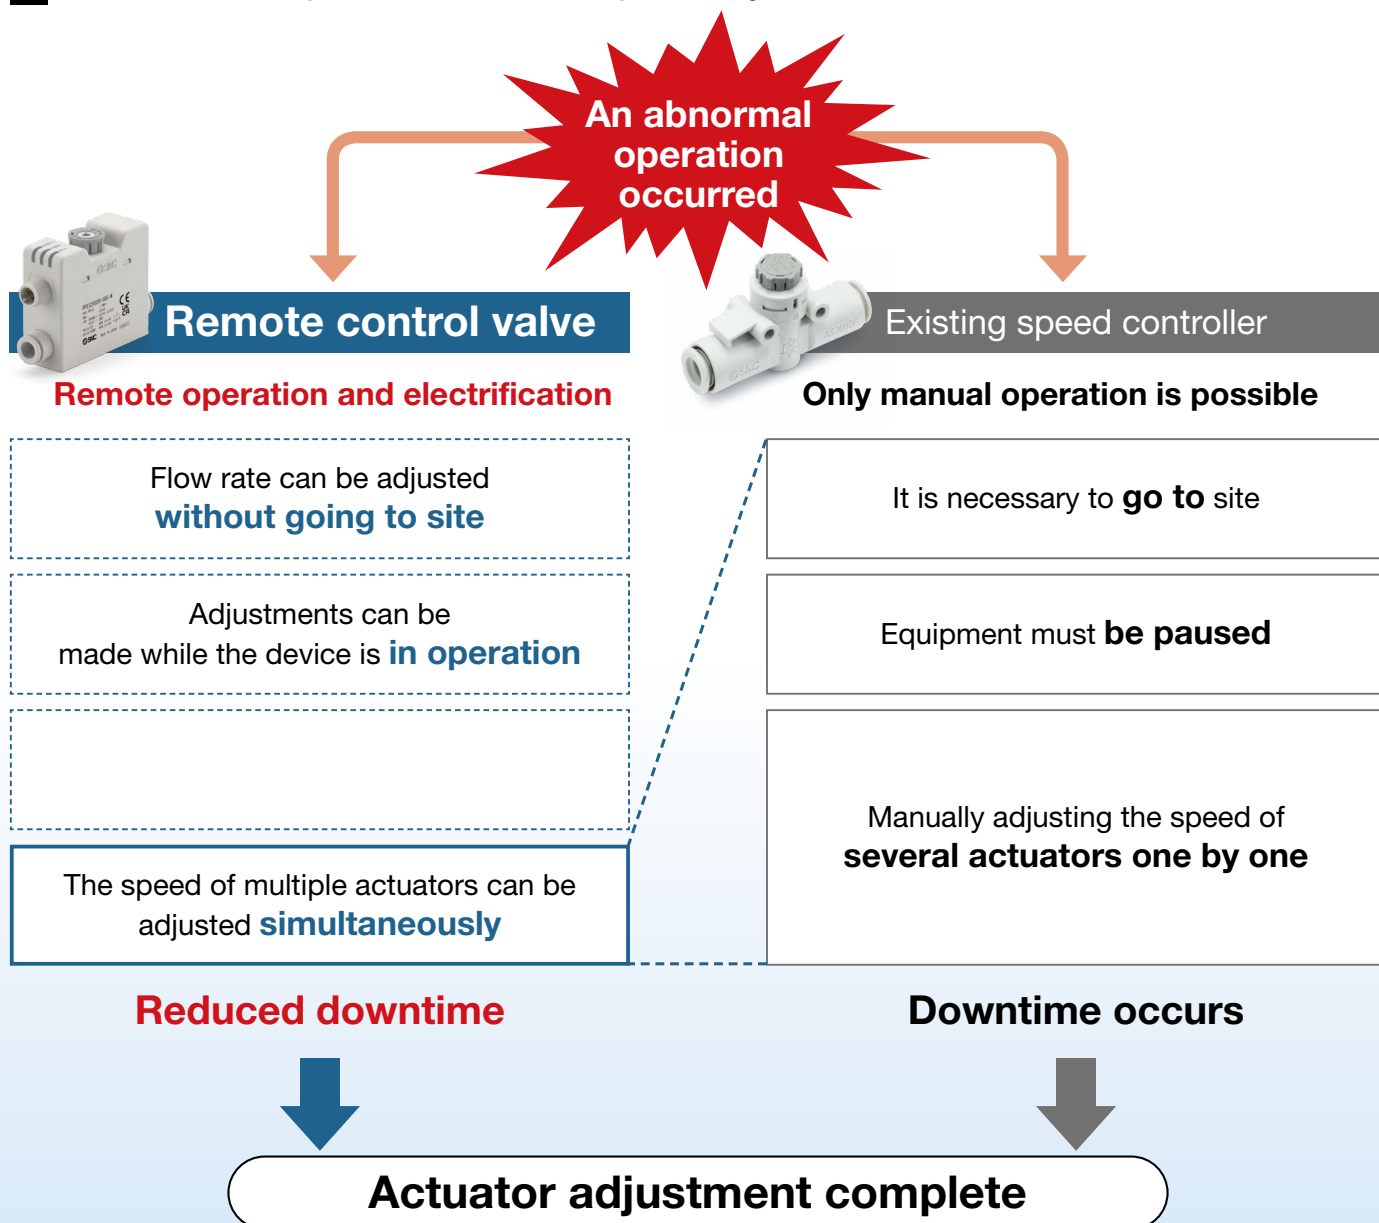 An abnormal
operation
occurred
Remote control valve
Remote operation and electrification
Flow rate can be adjusted
without going to site
Adjustments can be
made while the device is in operation
The speed of multiple actuators can be
adjusted simultaneously
Reduced downtime
Existing speed controller
Only manual operation is possible
It is necessary to go to site
Equipment must be paused
Manually adjusting the speed of
several actuators one by one
Downtime occurs
Actuator adjustment complete
SMC
SMC